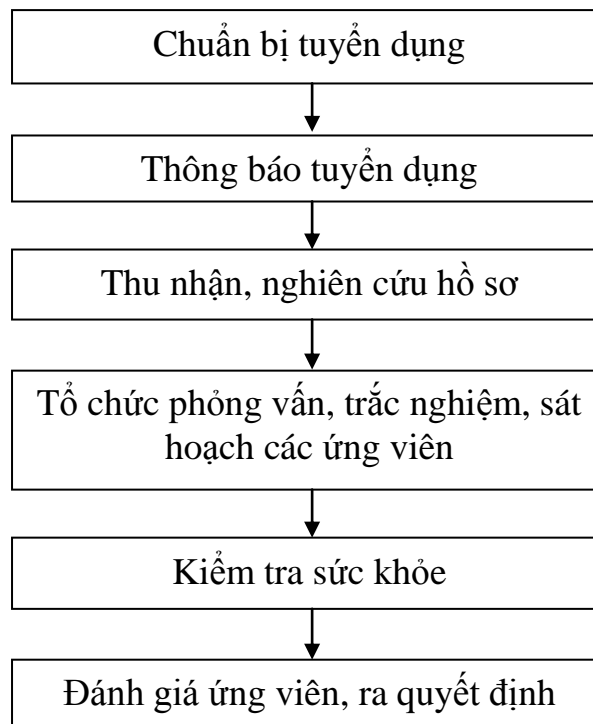 Chuẩn bị tuyển dụng
Thông báo tuyển dụng
Thu nhận, nghiên cứu hồ sơ
Tổ chức phỏng vấn, trắc nghiệm, sát
hoạch các ứng viên
Kiểm tra sức khỏe
Đánh giá ứng viên, ra quyết định